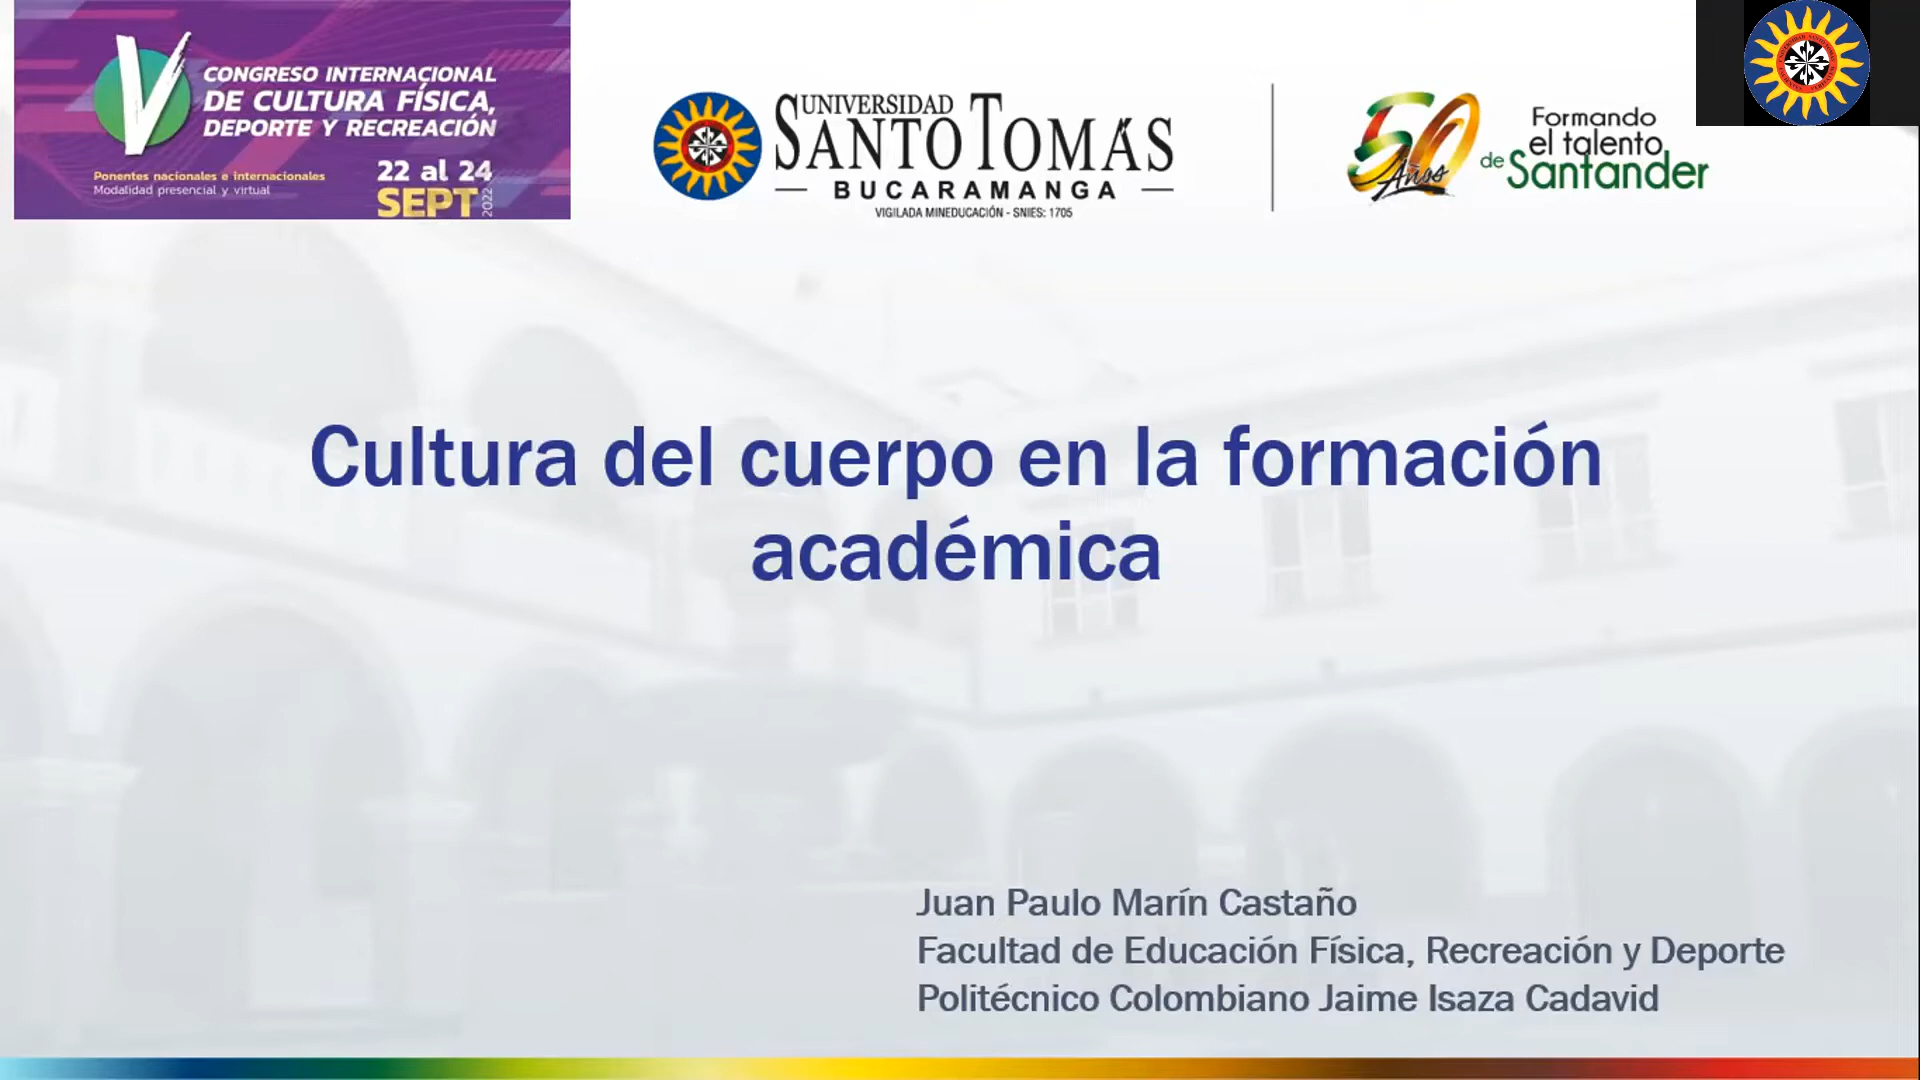 CONGRESO INTERNACIONAL
DE CULTURA FÍSICA,
DEPORTE Y RECREACIÓN
22 al 24
SEPT 2022
Ponentes nacionales e internacionales
Modalidad presencial y virtual
UNIVERSIDAD
SANTO TOMÁS
BUCARAMANGA
VIGILADA MINEDUCACIÓN - SNIES: 1705
50 Años
Formando
el talento
de Santander
Cultura del cuerpo en la formación
académica
Juan Paulo Marín Castaño
Facultad de Educación Física, Recreación y Deporte
Politécnico Colombiano Jaime Isaza Cadavid